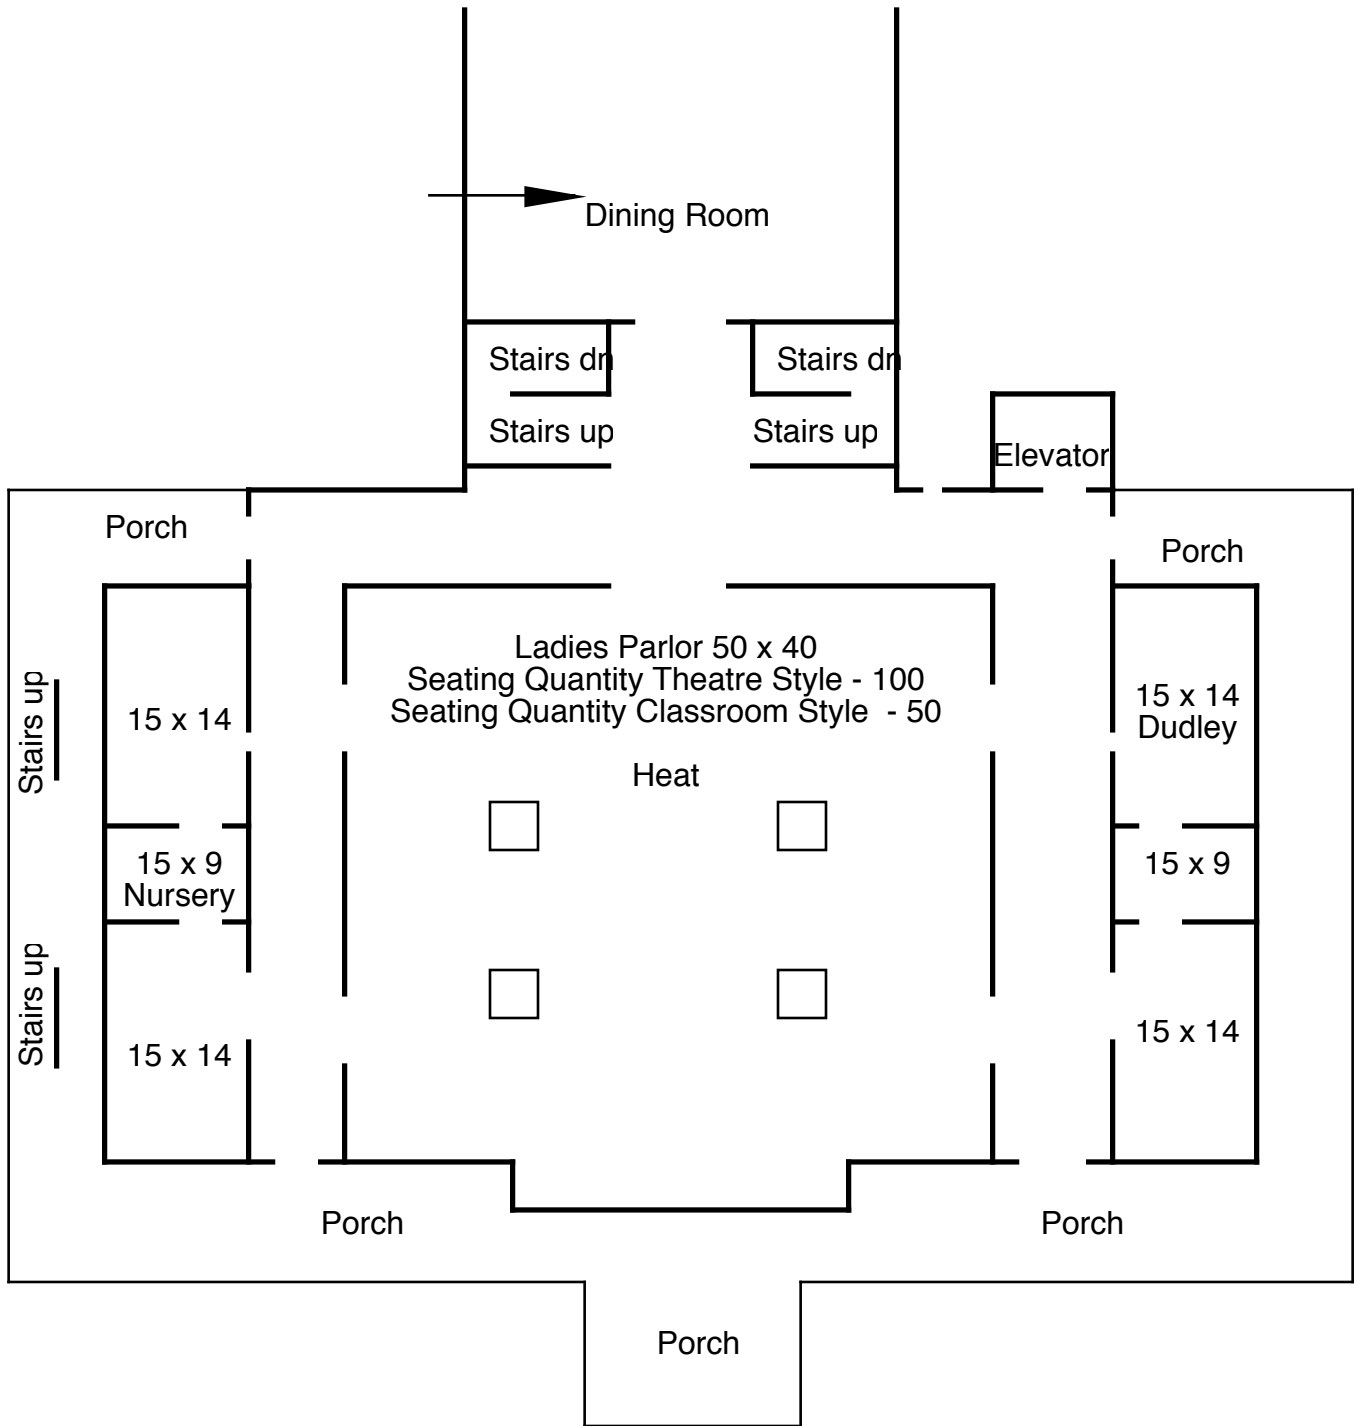 Dining Room
Stairs dn
Stairs dn
Stairs up
Stairs up
Elevator
Porch
Porch
Ladies Parlor 50 x 40
Seating Quantity Theatre Style - 100
Seating Quantity Classroom Style  - 50
Heat
Stairs up
15 x 14
15 x 14
Dudley
15 x 9
Nursery
15 x 9
Stairs up
15 x 14
15 x 14
Porch
Porch
Porch